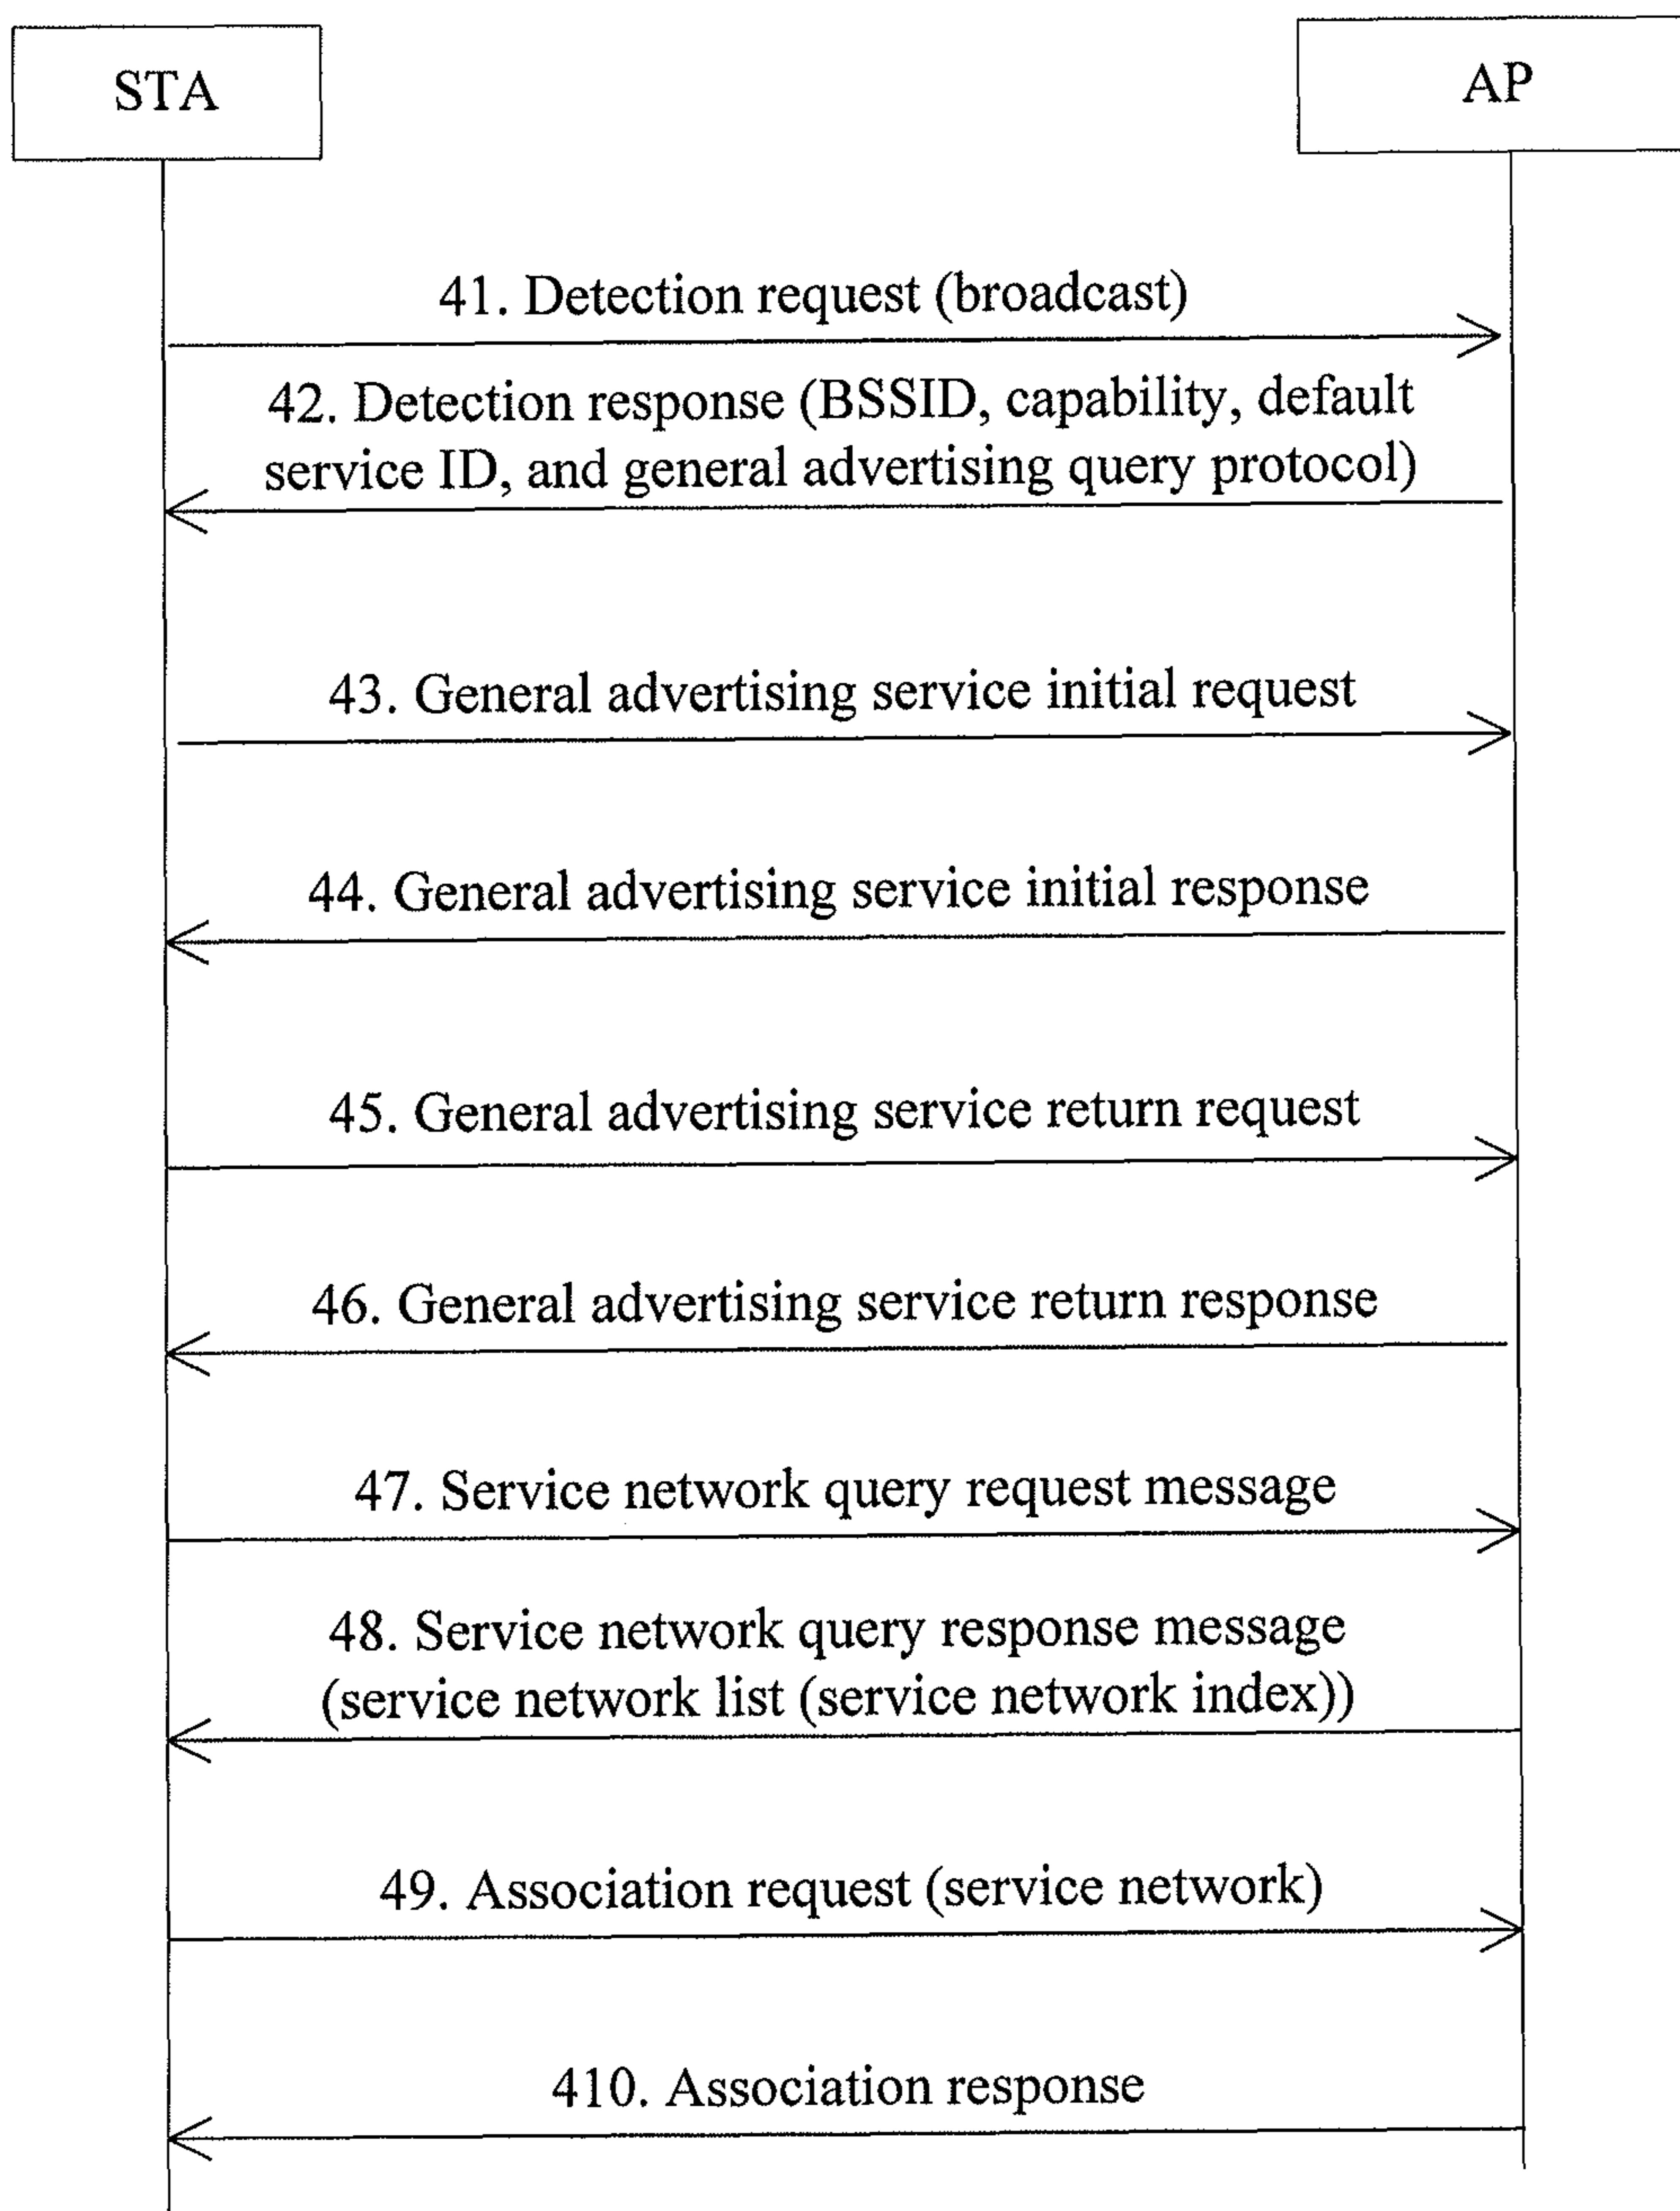 STA
AP
41. Detection request (broadcast)
42. Detection response (BSSID, capability, default
service ID, and general advertising query protocol)
43. General advertising service initial request
44. General advertising service initial response
45. General advertising service return request
46. General advertising service return response
47. Service network query request message
48. Service network query response message
(service network list (service network index))
49. Association request (service network)
410. Association response